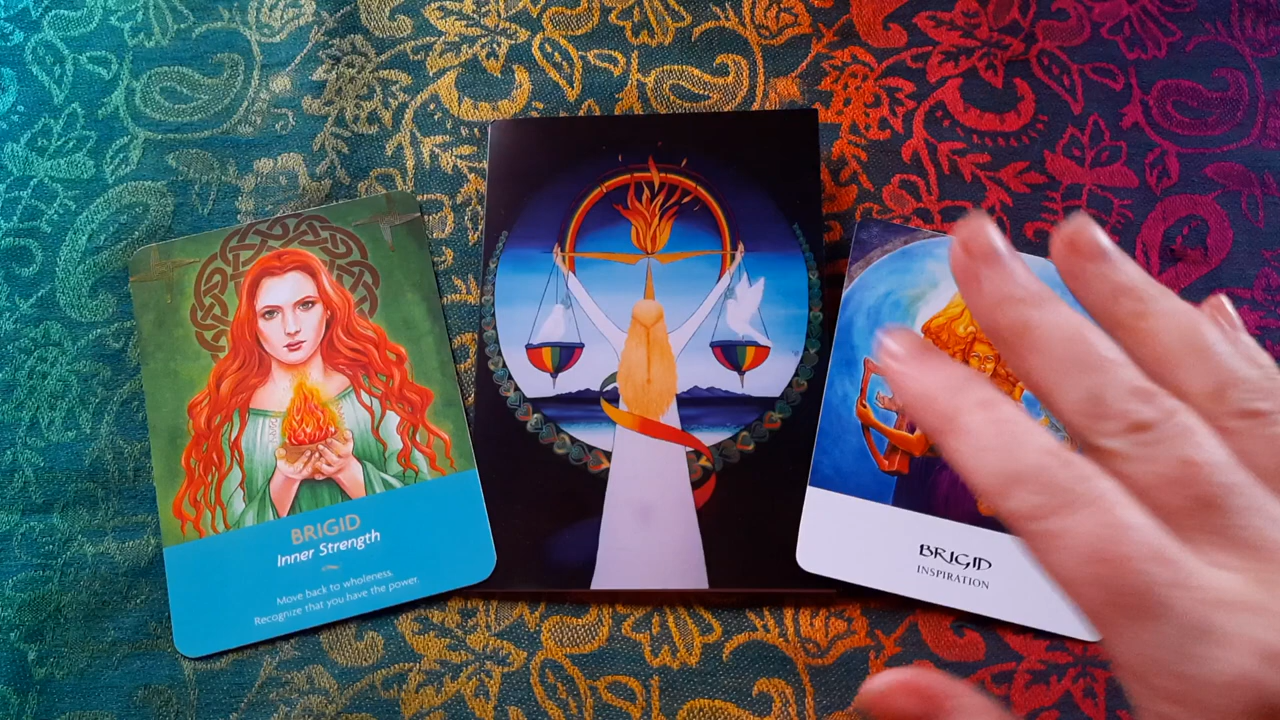 BRIGID
Inner Strength
Move back to wholeness.
Recognize that you have the power.
BRIGID
INSPIRATION